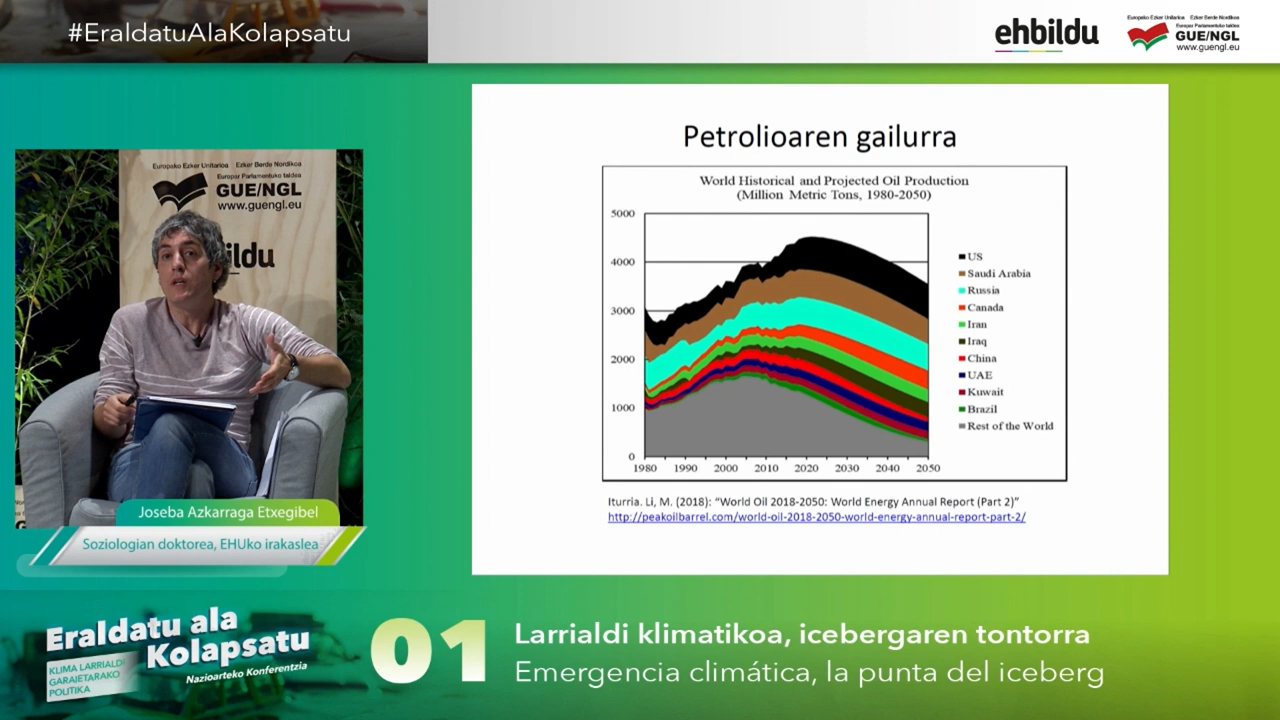 #EraldatuAlaKolapsatu
ehbildu
Europako Ezker Unitarioa Ezker Berde Nordikoa
Europar Parlamentuko taldea
GUE/NGL
www.guengl.eu
Europako Ezker Unitarioa Ezker Berde Nordikoa
Europar Parlamentuko taldea
GUE/NGL
www.guengl.eu
bildu
Joseba Azkarraga Etxegibel
Soziologian doktorea, EHUko irakaslea
Petrolioaren gailurra
World Historical and Projected Oil Production
(Million Metric Tons, 1980-2050)
5000
4000
3000
2000
1000
0
1980 1990 2000 2010 2020 2030 2040 2050
US
Saudi Arabia
Russia
Canada
Iran
Iraq
China
UAE
Kuwait
Brazil
Rest of the World
Iturria. Li, M. (2018): “World Oil 2018-2050: World Energy Annual Report (Part 2)”
http://peakoilbarrel.com/world-oil-2018-2050-world-energy-annual-report-part-2/
Eraldatu ala
Kolapsatu
KLIMA LARRIALDI
GARAIETARAKO
POLITIKA
Nazioarteko Konferentzia
01
Larrialdi klimatikoa, icebergaren tontorra
Emergencia climática, la punta del iceberg